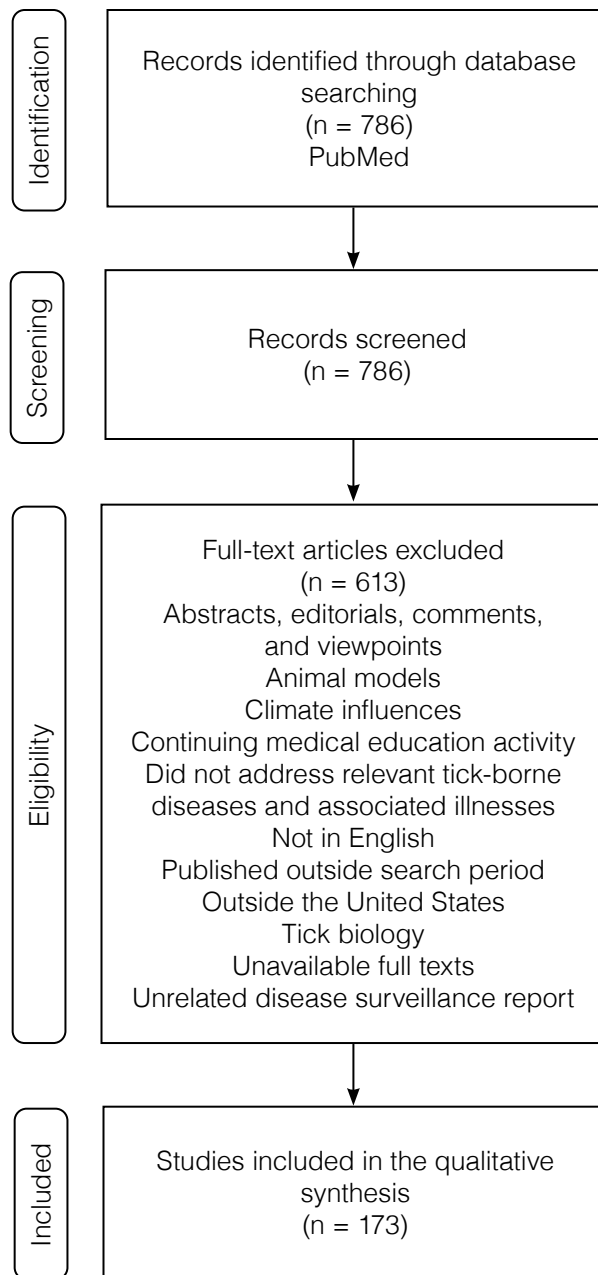 Identification
Records identified through database
searching
(n = 786)
PubMed
Screening
Records screened
(n = 786)
Eligibility
Full-text articles excluded
(n = 613)
Abstracts, editorials, comments,
and viewpoints
Animal models
Climate influences
Continuing medical education activity
Did not address relevant tick-borne
diseases and associated illnesses
Not in English
Published outside search period
Outside the United States
Tick biology
Unavailable full texts
Unrelated disease surveillance report
Included
Studies included in the qualitative
synthesis
(n = 173)